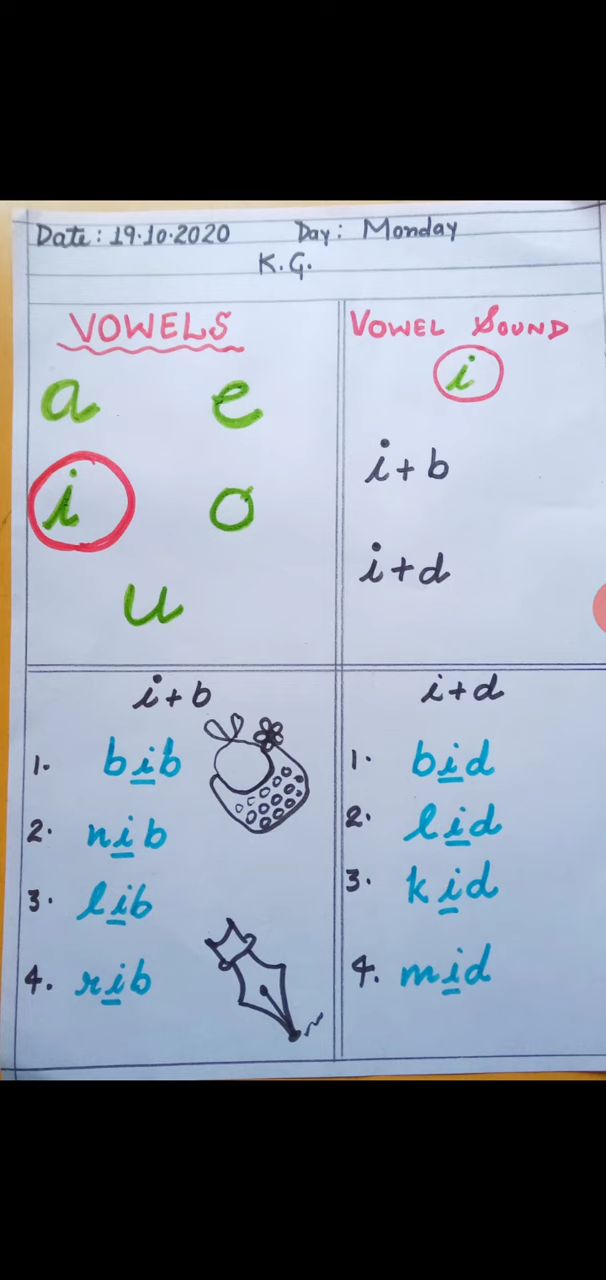 Date: 19.10.2020 Day: Monday
K.G.
VOWELS
a e
i o
u
VOWEL SOUND
i
i+b
i+d
i+b
1. bib
2. nib
3. lib
4. rib
i+d
1. bid
2. lid
3. kid
4. mid